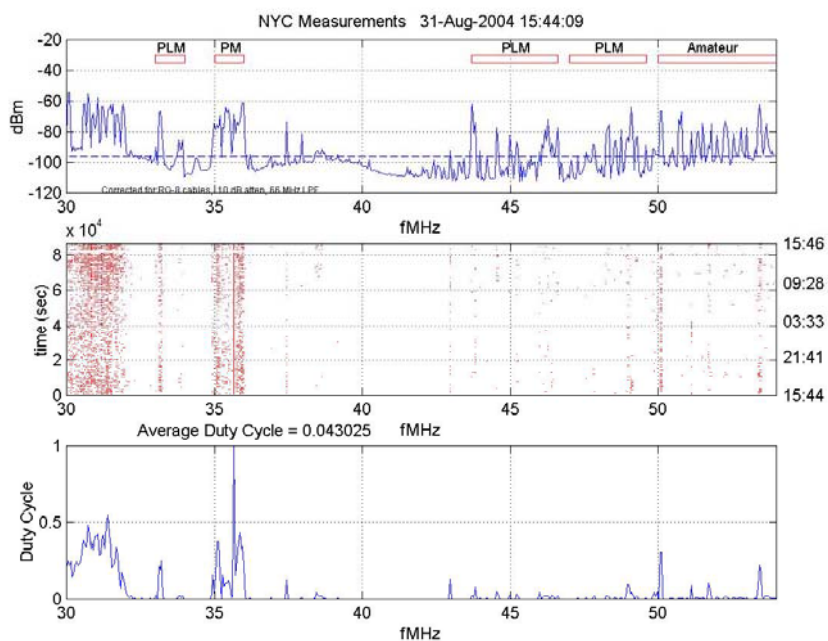 NYC Measurements 31-Aug-2004 15:44:09
PLM PM PLM PLM Amateur
-20
-40
-60
-80
-100
-120
dBm
Corrected for RG-8 cables, 10 dB atten, 66 MHz LPF
30 35 40 45 50
fMHz
x 10^4
8
6
4
2
0
time (sec)
15:46
09:28
03:33
21:41
15:44
30 35 40 45 50
fMHz
Average Duty Cycle = 0.043025
1
0.5
0
Duty Cycle
30 35 40 45 50
fMHz